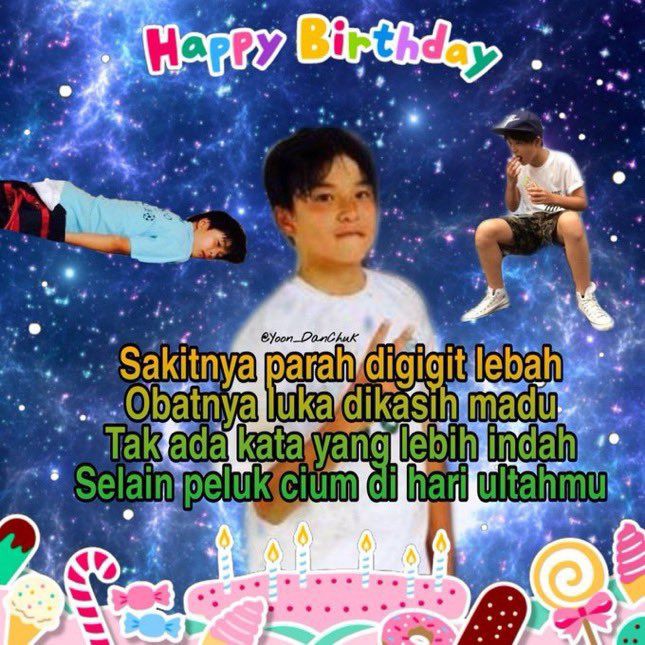 Happy Birthday
@Yoon_DanChuk
Sakitnya parah digigit lebah
Obatnya luka dikasih madu
Tak ada kata yang lebih indah
Selain peluk cium di hari ultahmu